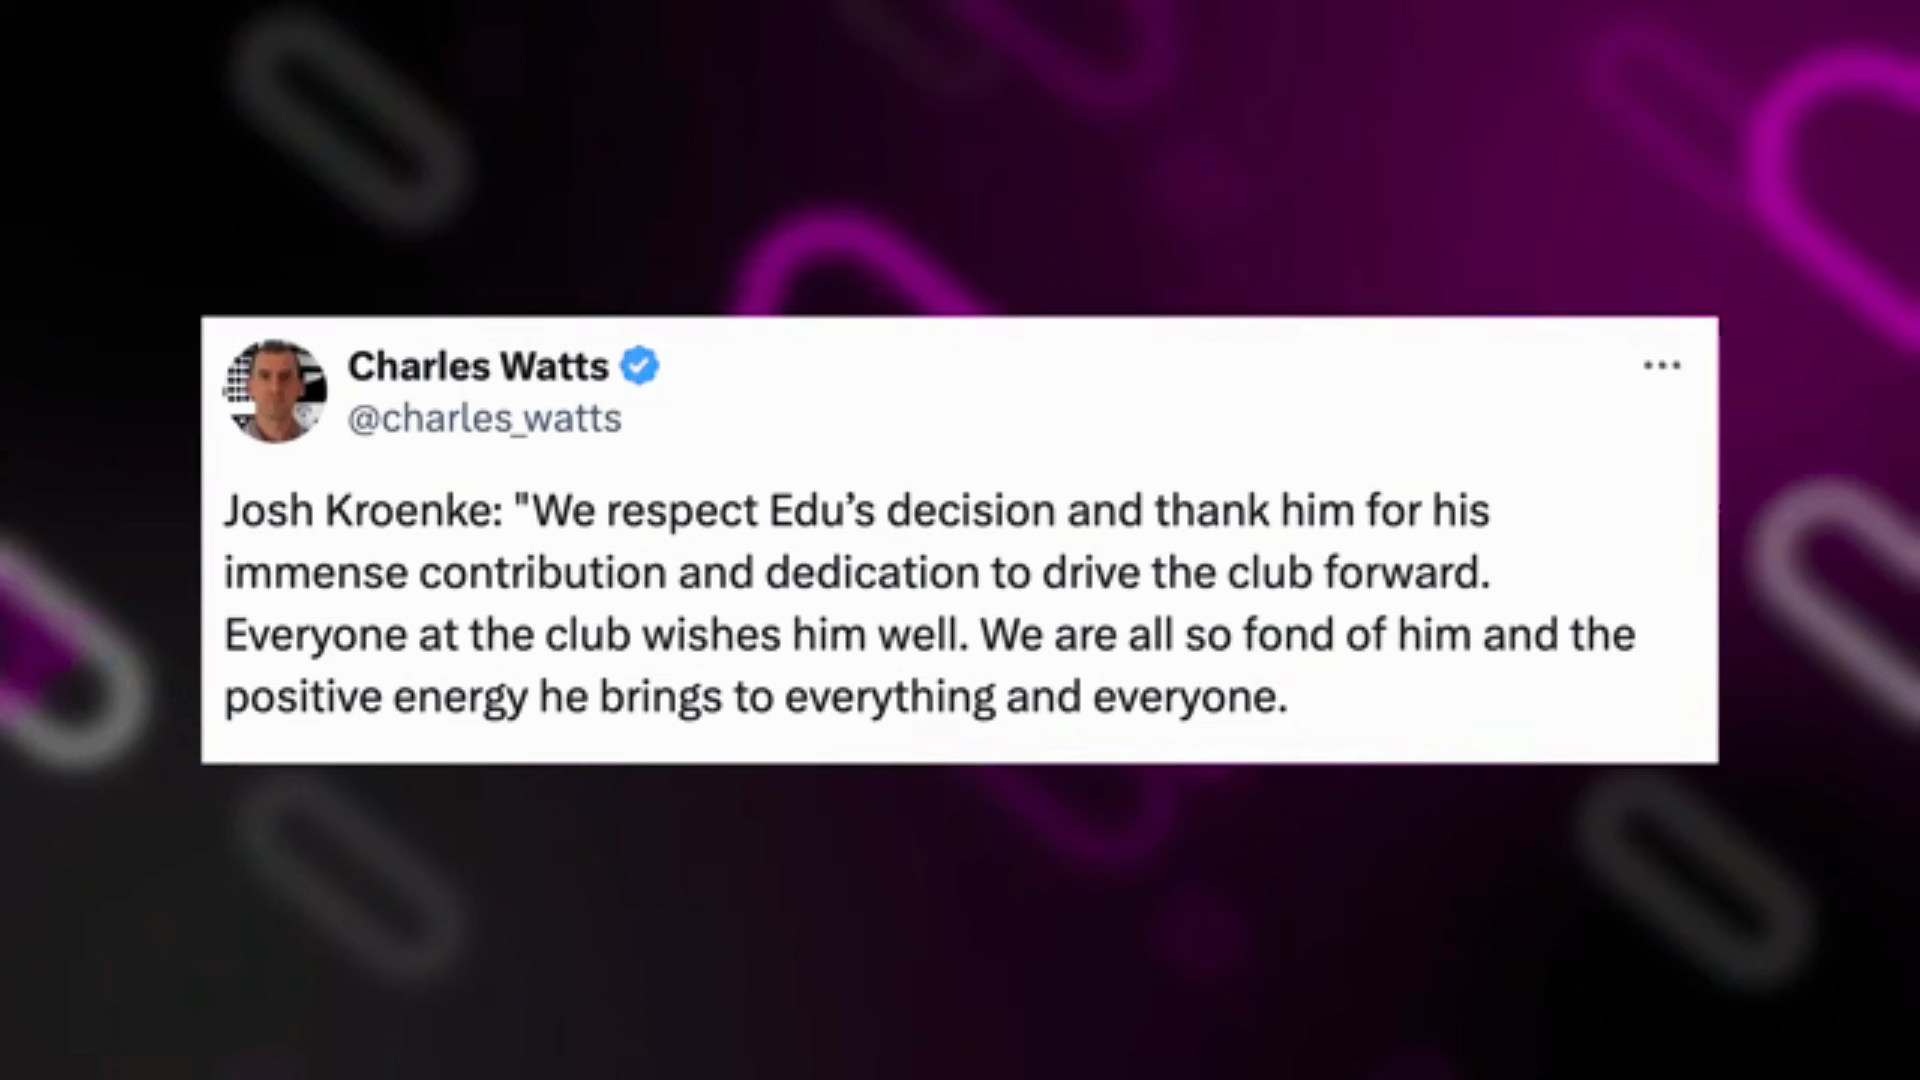 Charles Watts
@charles_watts
Josh Kroenke: "We respect Edu’s decision and thank him for his
immense contribution and dedication to drive the club forward.
Everyone at the club wishes him well. We are all so fond of him and the
positive energy he brings to everything and everyone.